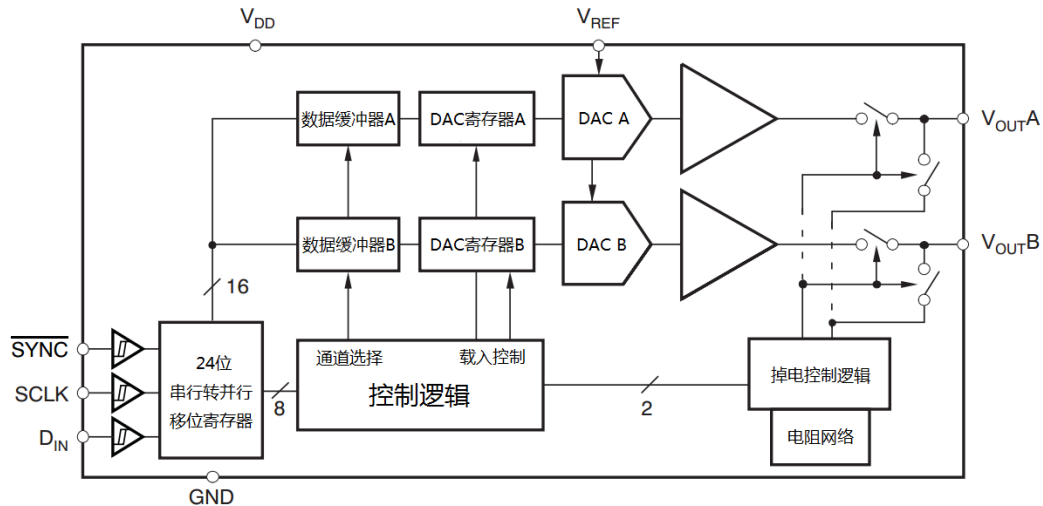 VDD
VREF
数据缓冲器A
DAC寄存器A
DAC A
VOUTA
数据缓冲器B
DAC寄存器B
DAC B
VOUTB
16
SYNC
SCLK
DIN
24位
串行转并行
移位寄存器
8
通道选择
载入控制
控制逻辑
2
掉电控制逻辑
电阻网络
GND